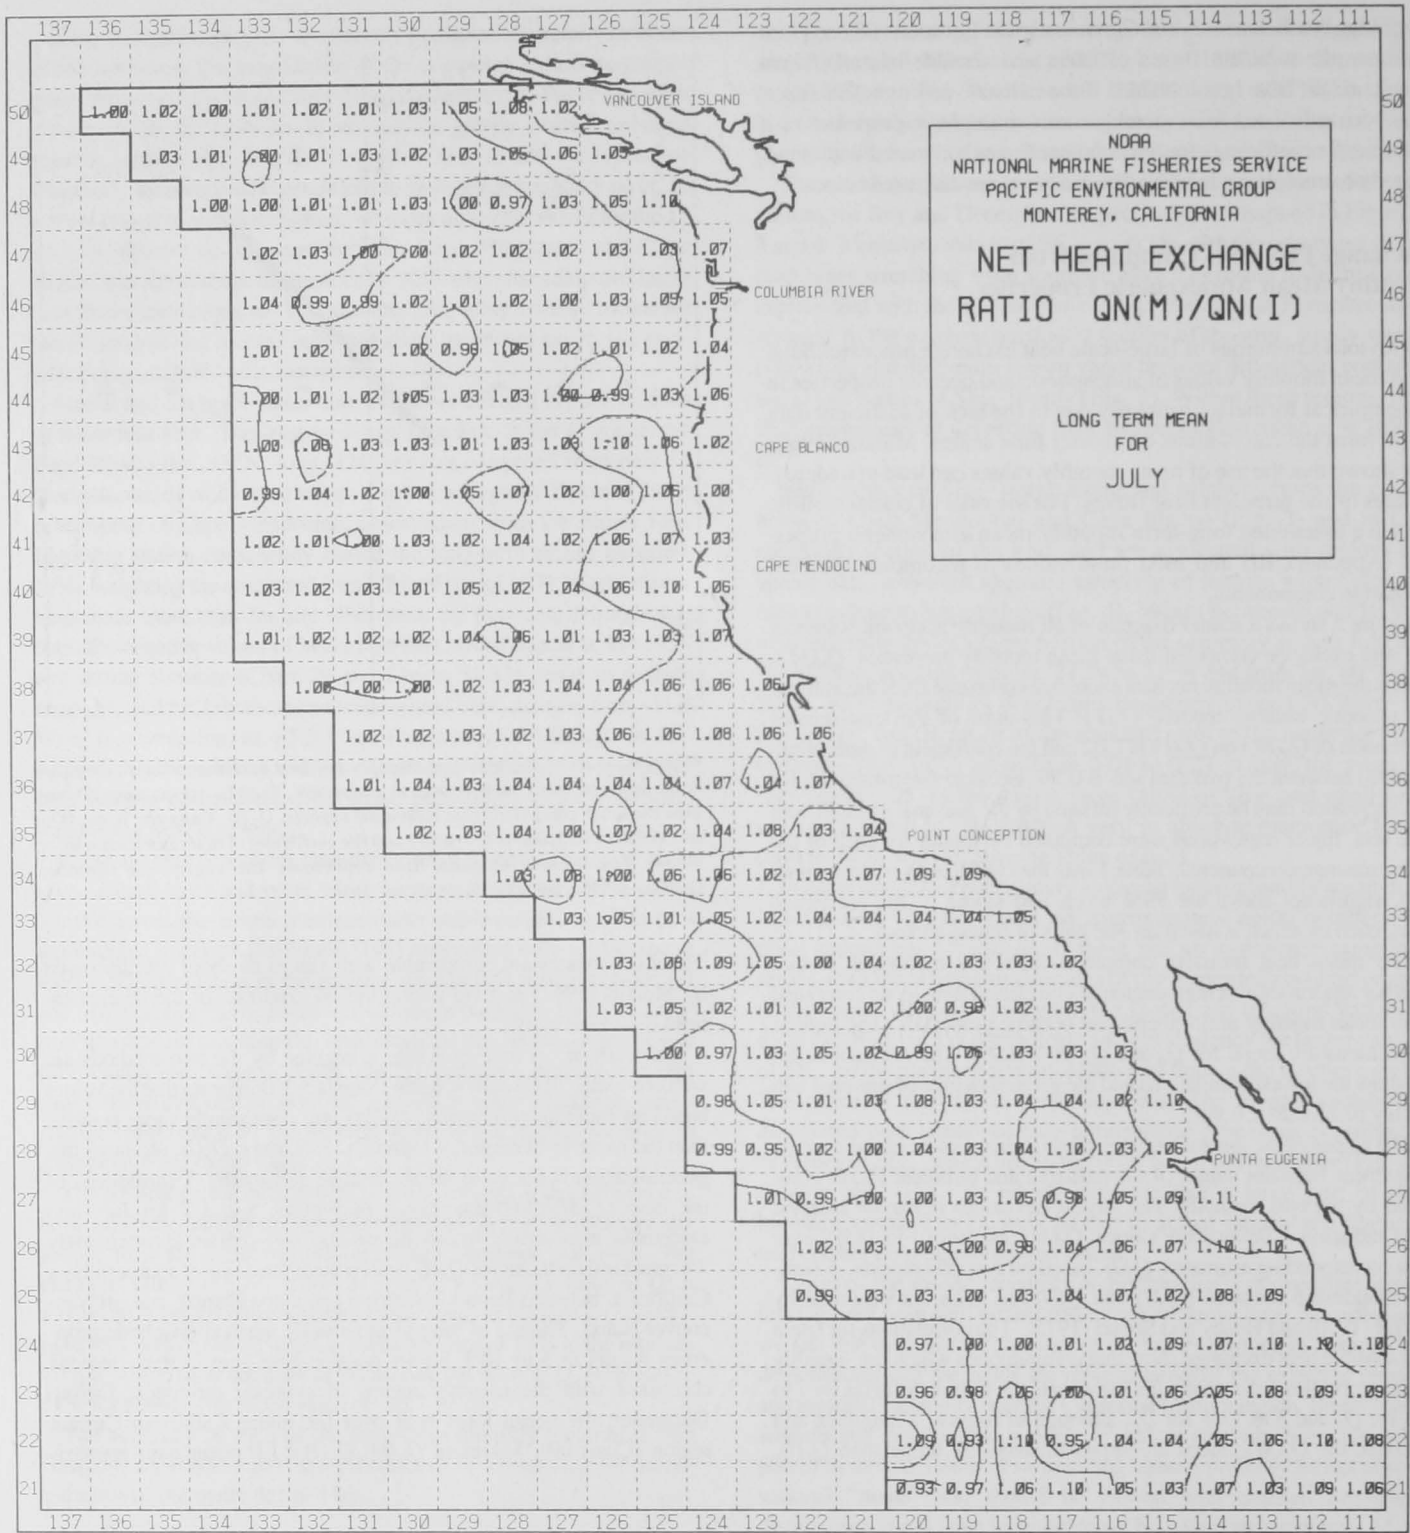 137 136 135 134 133 132 131 130 129 128 127 126 125 124 123 122 121 120 119 118 117 116 115 114 113 112 111
VANCOUVER ISLAND
50 1.00 1.02 1.00 1.01 1.02 1.01 1.03 1.05 1.08 1.02 50
NOAA
NATIONAL MARINE FISHERIES SERVICE
PACIFIC ENVIRONMENTAL GROUP
MONTEREY, CALIFORNIA
NET HEAT EXCHANGE
RATIO QN(M)/QN(I)
LONG TERM MEAN
FOR
JULY
49 1.03 1.01 1.00 1.01 1.03 1.02 1.03 1.05 1.06 1.05 49
48 1.00 1.00 1.01 1.01 1.03 1.00 0.97 1.03 1.05 1.10 48
47 1.02 1.03 1.00 1.00 1.02 1.02 1.02 1.03 1.03 1.07 47
46 1.04 0.99 0.99 1.02 1.01 1.02 1.00 1.03 1.09 1.05 46
COLUMBIA RIVER
45 1.01 1.02 1.02 1.02 0.96 1.05 1.02 1.01 1.02 1.04 45
44 1.00 1.01 1.02 1.05 1.03 1.03 1.00 0.99 1.03 1.06 44
43 1.00 1.08 1.03 1.03 1.01 1.03 1.03 1.10 1.06 1.02 43
CAPE BLANCO
42 0.99 1.04 1.02 1.00 1.05 1.07 1.02 1.00 1.05 1.00 42
41 1.02 1.01 1.00 1.03 1.02 1.04 1.02 1.06 1.07 1.03 41
CAPE MENDOCINO
40 1.03 1.02 1.03 1.01 1.05 1.02 1.04 1.06 1.10 1.06 40
39 1.01 1.02 1.02 1.02 1.04 1.06 1.01 1.03 1.03 1.07 39
38 1.00 1.00 1.00 1.02 1.03 1.04 1.04 1.06 1.06 1.06 38
37 1.02 1.02 1.03 1.02 1.03 1.06 1.06 1.08 1.06 1.06 37
36 1.01 1.04 1.03 1.04 1.04 1.04 1.04 1.07 1.04 1.07 36
35 1.02 1.03 1.04 1.00 1.07 1.02 1.04 1.08 1.03 1.04 35
POINT CONCEPTION
34 1.03 1.08 1.00 1.06 1.06 1.02 1.03 1.07 1.09 1.09 34
33 1.03 1.05 1.01 1.05 1.02 1.04 1.04 1.04 1.04 1.05 33
32 1.03 1.08 1.09 1.05 1.00 1.04 1.02 1.03 1.03 1.02 32
31 1.03 1.05 1.02 1.01 1.02 1.02 1.00 0.98 1.02 1.03 31
30 1.00 0.97 1.03 1.05 1.02 0.99 1.06 1.03 1.03 1.03 30
29 0.96 1.05 1.01 1.03 1.08 1.03 1.04 1.04 1.02 1.10 29
28 0.99 0.95 1.02 1.00 1.04 1.03 1.04 1.10 1.03 1.06 28
PUNTA EUGENIA
27 1.01 0.99 1.00 1.00 1.03 1.05 0.98 1.05 1.09 1.11 27
26 1.02 1.03 1.00 1.00 0.98 1.04 1.06 1.07 1.10 1.10 26
25 0.99 1.03 1.03 1.00 1.03 1.04 1.07 1.02 1.08 1.09 25
24 0.97 1.00 1.00 1.01 1.02 1.09 1.07 1.10 1.10 1.10 24
23 0.96 0.98 1.06 1.00 1.01 1.06 1.05 1.08 1.09 1.09 23
22 1.09 0.93 1.10 0.95 1.04 1.04 1.05 1.06 1.10 1.08 22
21 0.93 0.97 1.06 1.10 1.05 1.03 1.07 1.03 1.09 1.06 21
137 136 135 134 133 132 131 130 129 128 127 126 125 124 123 122 121 120 119 118 117 116 115 114 113 112 111